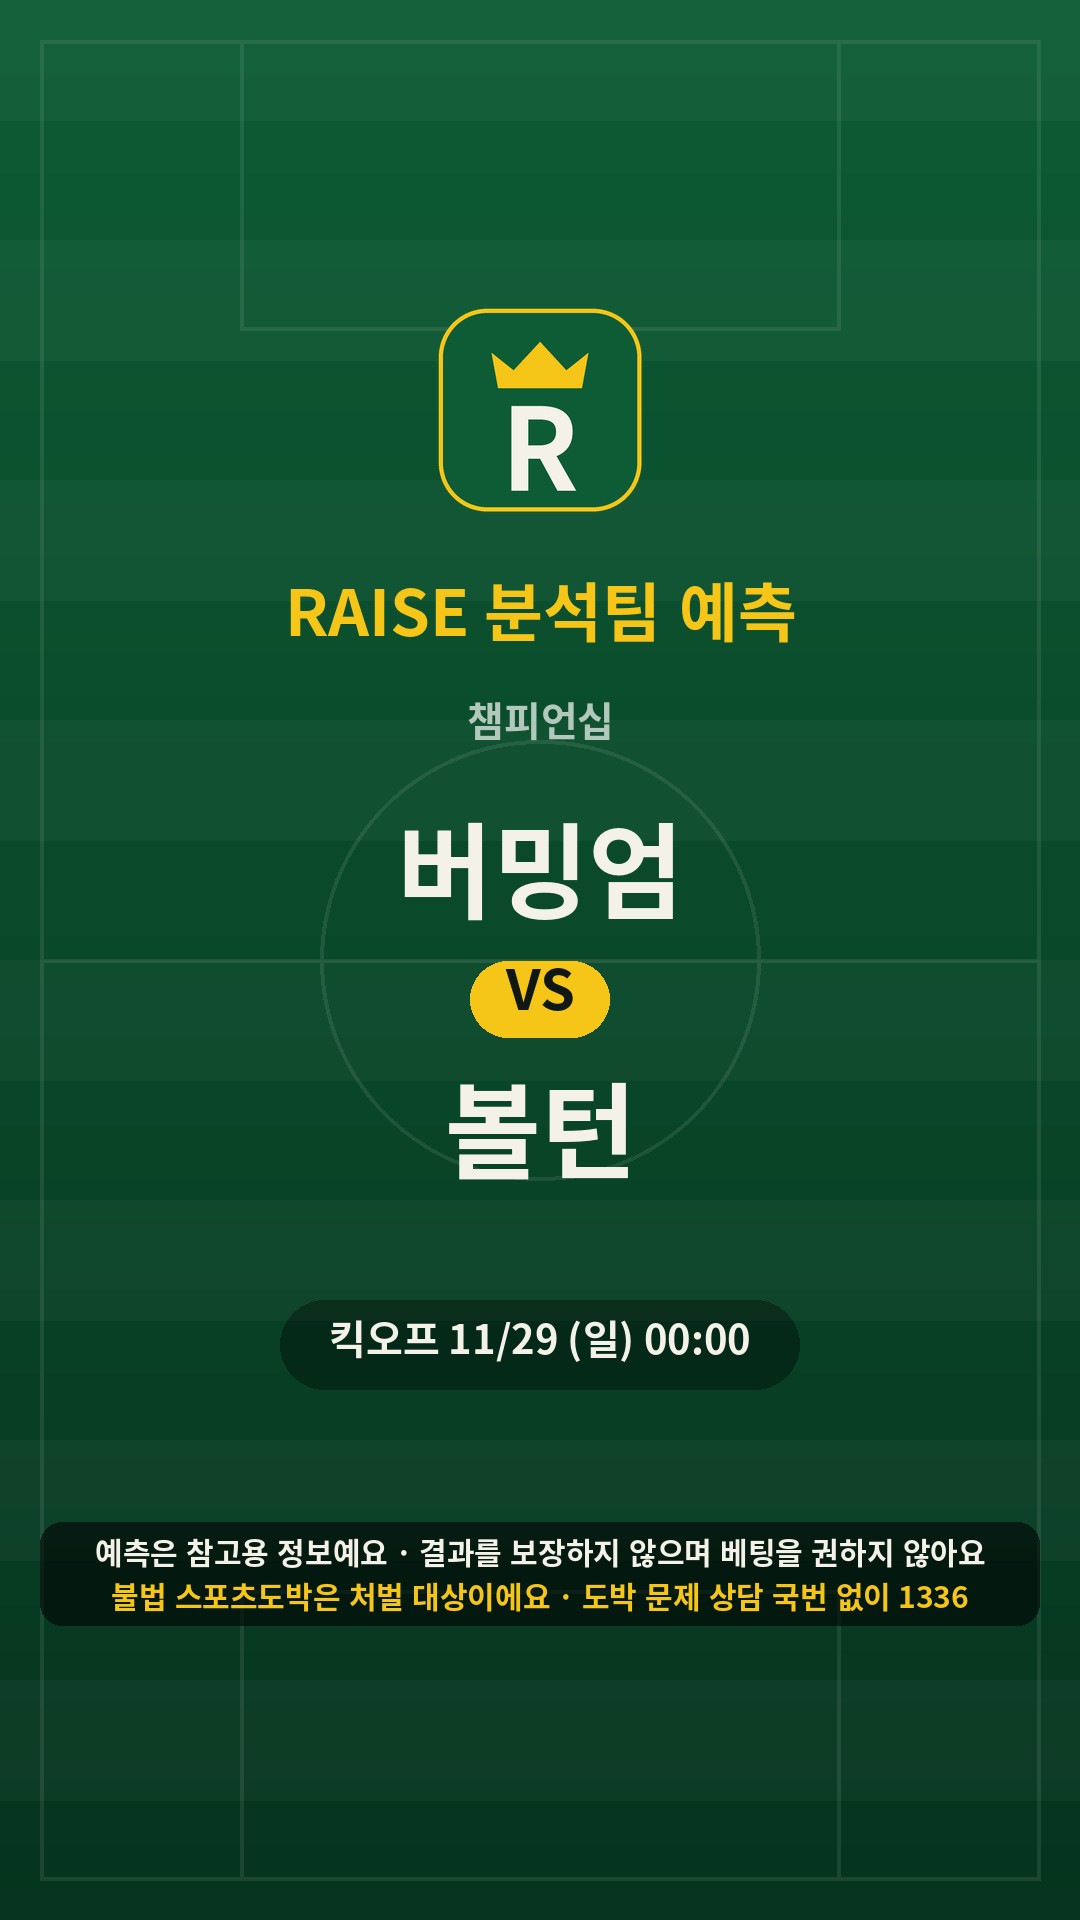 R
RAISE 분석팀 예측
챔피언십
버밍엄
VS
볼턴
킥오프 11/29 (일) 00:00
예측은 참고용 정보예요 · 결과를 보장하지 않으며 베팅을 권하지 않아요
불법 스포츠도박은 처벌 대상이에요 · 도박 문제 상담 국번 없이 1336